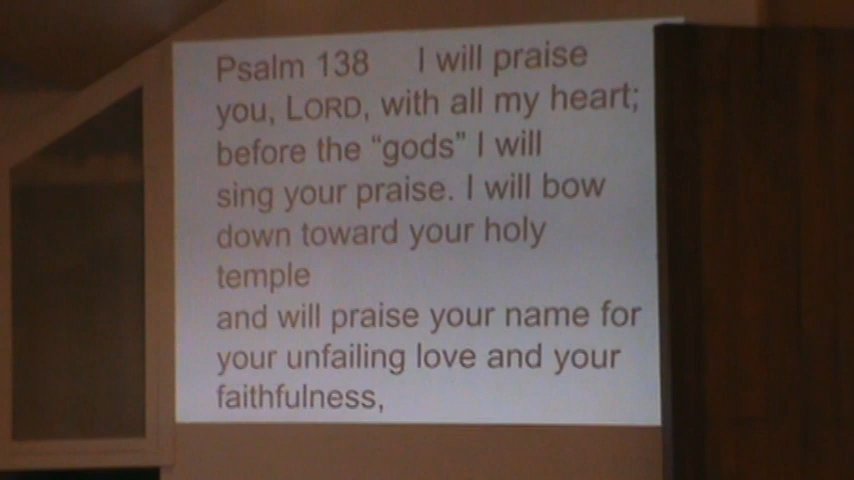 Psalm 138 I will praise
you, LORD, with all my heart;
before the “gods” I will
sing your praise. I will bow
down toward your holy
temple
and will praise your name for
your unfailing love and your
faithfulness,